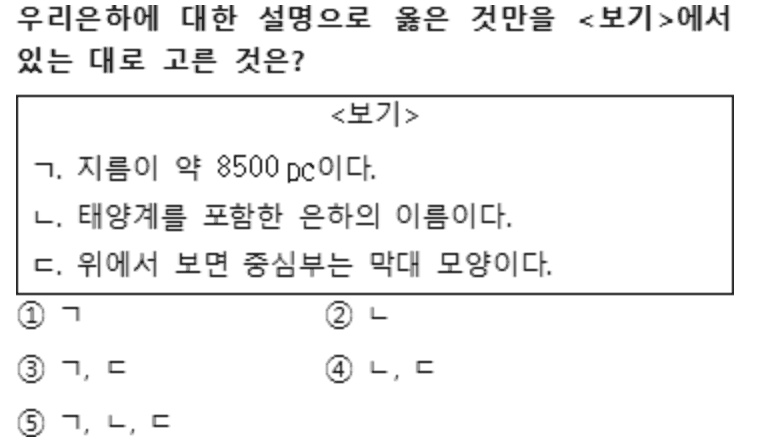 우리은하에 대한 설명으로 옳은 것만을 <보기>에서
있는 대로 고른 것은?
<보기>
ㄱ. 지름이 약 8500 pc이다.
ㄴ. 태양계를 포함한 은하의 이름이다.
ㄷ. 위에서 보면 중심부는 막대 모양이다.
① ㄱ ② ㄴ
③ ㄱ, ㄷ ④ ㄴ, ㄷ
⑤ ㄱ, ㄴ, ㄷ